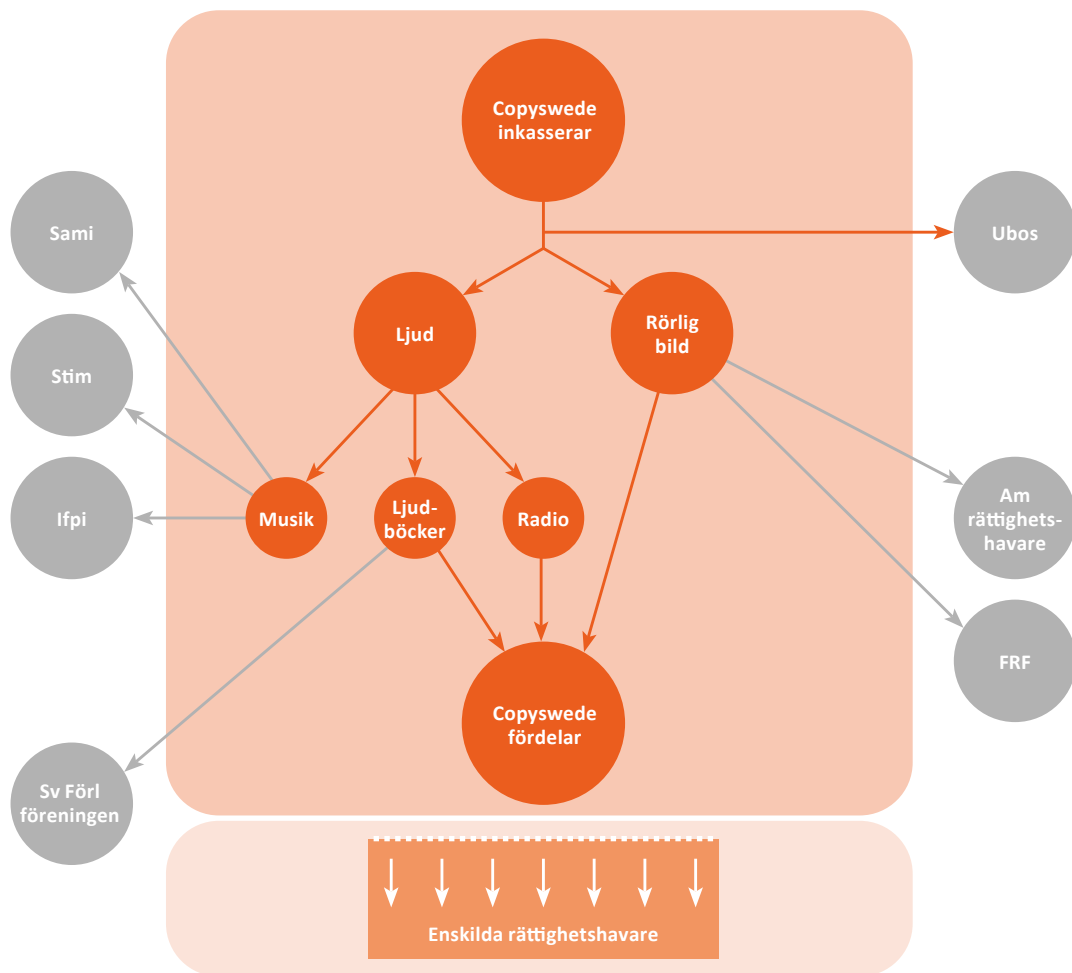 Copyswede
inkasserar
Sami
Ubos
Ljud
Rörlig
bild
Stim
Ifpi
Musik
Ljud-
böcker
Radio
Am
rättighets-
havare
FRF
Copyswede
fördelar
Sv Förl
föreningen
Enskilda rättighetshavare